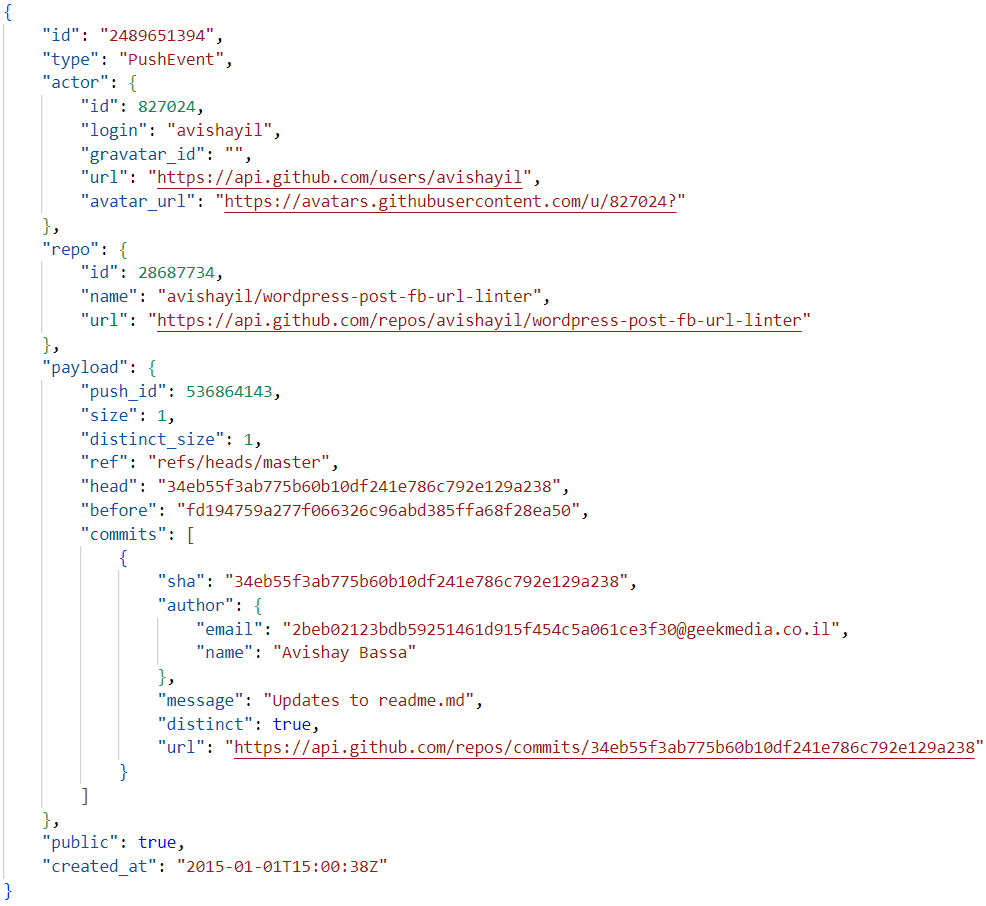 {
    "id": "2489651394",
    "type": "PushEvent",
    "actor": {
        "id": 827024,
        "login": "avishayil",
        "gravatar_id": "",
        "url": "https://api.github.com/users/avishayil",
        "avatar_url": "https://avatars.githubusercontent.com/u/827024?"
    },
    "repo": {
        "id": 28687734,
        "name": "avishayil/wordpress-post-fb-url-linter",
        "url": "https://api.github.com/repos/avishayil/wordpress-post-fb-url-linter"
    },
    "payload": {
        "push_id": 536864143,
        "size": 1,
        "distinct_size": 1,
        "ref": "refs/heads/master",
        "head": "34eb55f3ab775b60b10df241e786c792e129a238",
        "before": "fd194759a277f066326c96abd385ffa68f28ea50",
        "commits": [
            {
                "sha": "34eb55f3ab775b60b10df241e786c792e129a238",
                "author": {
                    "email": "2beb02123bdb59251461d915f454c5a061ce3f30@geekmedia.co.il",
                    "name": "Avishay Bassa"
                },
                "message": "Updates to readme.md",
                "distinct": true,
                "url": "https://api.github.com/repos/commits/34eb55f3ab775b60b10df241e786c792e129a238"
            }
        ]
    },
    "public": true,
    "created_at": "2015-01-01T15:00:38Z"
}